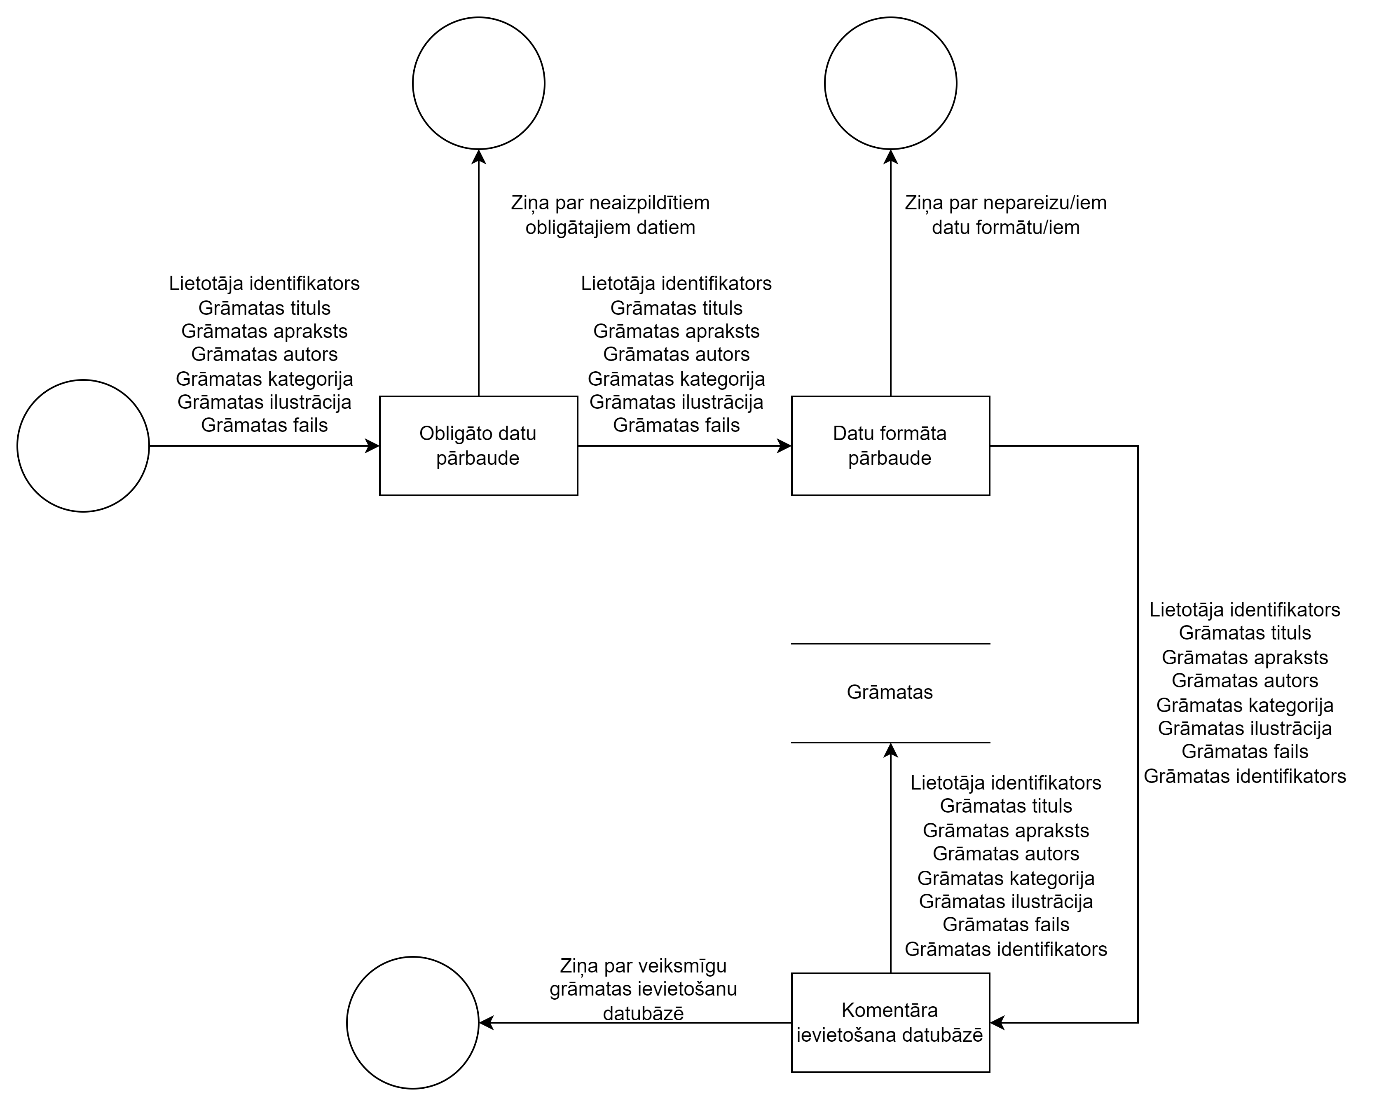 Ziņa par neaizpildītiem
obligātajiem datiem
Ziņa par nepareizu/iem
datu formātu/iem
Lietotāja identifikators
Grāmatas tituls
Grāmatas apraksts
Grāmatas autors
Grāmatas kategorija
Grāmatas ilustrācija
Grāmatas fails
Lietotāja identifikators
Grāmatas tituls
Grāmatas apraksts
Grāmatas autors
Grāmatas kategorija
Grāmatas ilustrācija
Grāmatas fails
Obligāto datu
pārbaude
Datu formāta
pārbaude
Lietotāja identifikators
Grāmatas tituls
Grāmatas apraksts
Grāmatas autors
Grāmatas kategorija
Grāmatas ilustrācija
Grāmatas fails
Grāmatas identifikators
Grāmatas
Lietotāja identifikators
Grāmatas tituls
Grāmatas apraksts
Grāmatas autors
Grāmatas kategorija
Grāmatas ilustrācija
Grāmatas fails
Grāmatas identifikators
Ziņa par veiksmīgu
grāmatas ievietošanu
datubāzē
Komentāra
ievietošana datubāzē